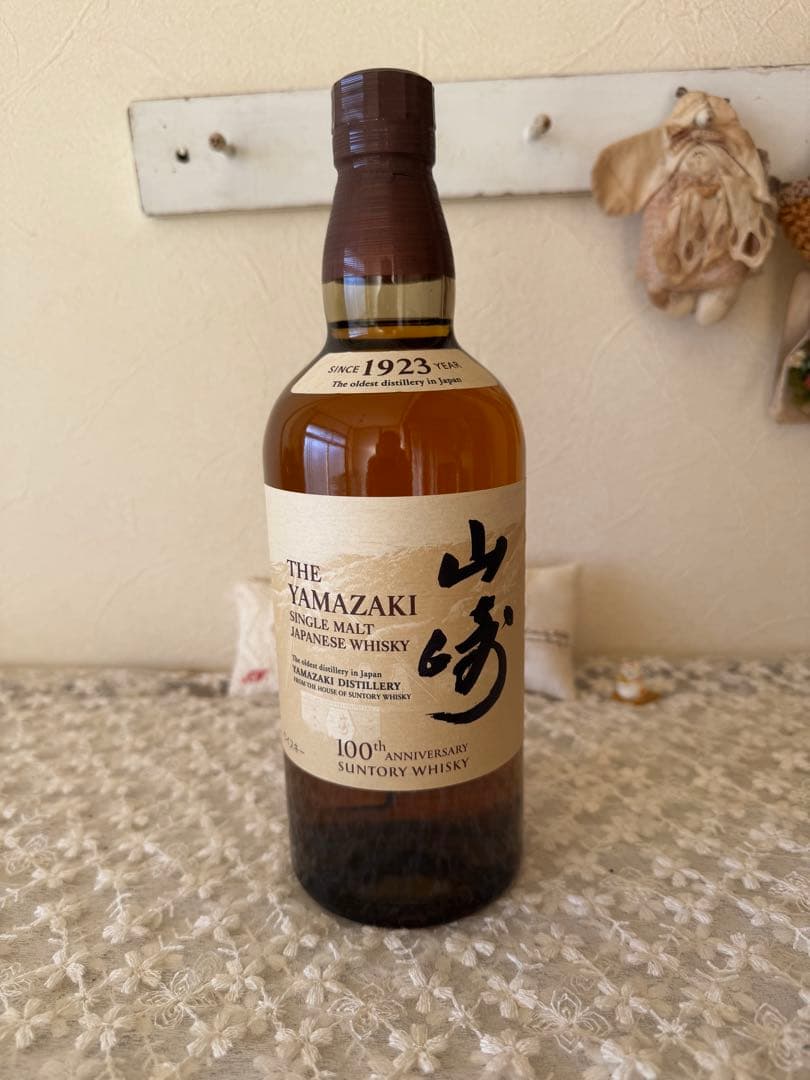 SINCE 1923 YEAR
The oldest distillery in Japan
山崎
THE
YAMAZAKI
SINGLE MALT
JAPANESE WHISKY
The oldest distillery in Japan
YAMAZAKI DISTILLERY
FROM THE HOUSE OF SUNTORY WHISKY
100th ANNIVERSARY
SUNTORY WHISKY